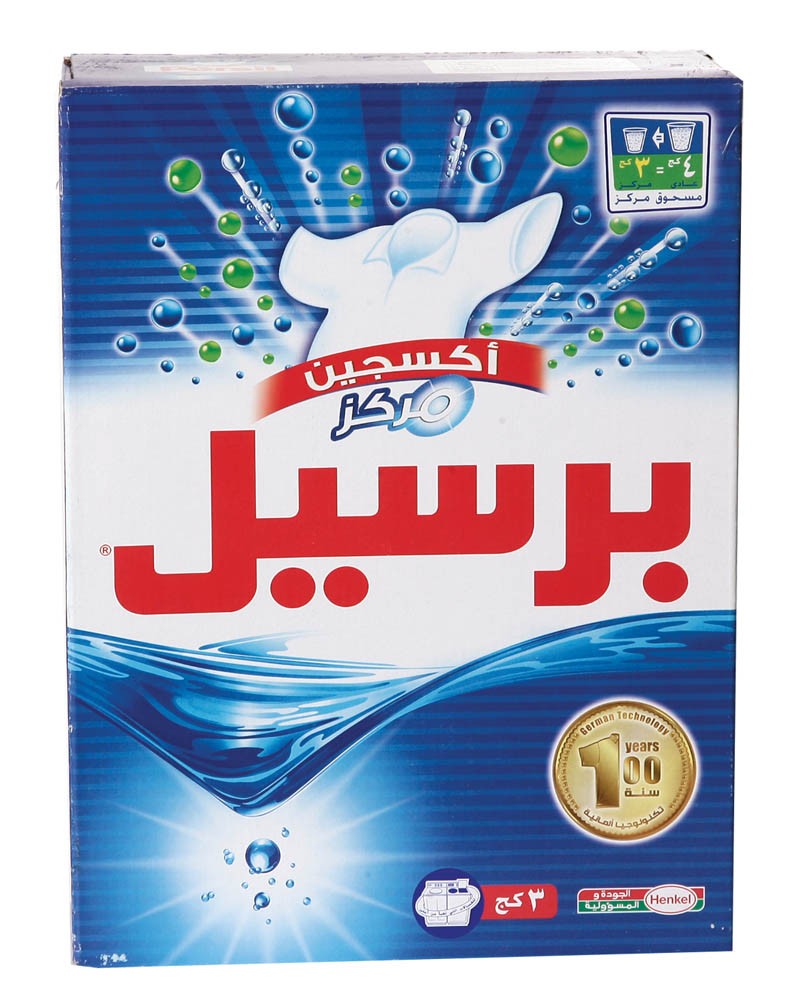 ٤ كج = ٣ كج
عادي مركز
مسحوق مركز
أكسجين
مركز
برسيل
®
German Technology
100 years
سنة
تكنولوجيا ألمانية
٣ كج
الجودة و
المسؤولية
Henkel